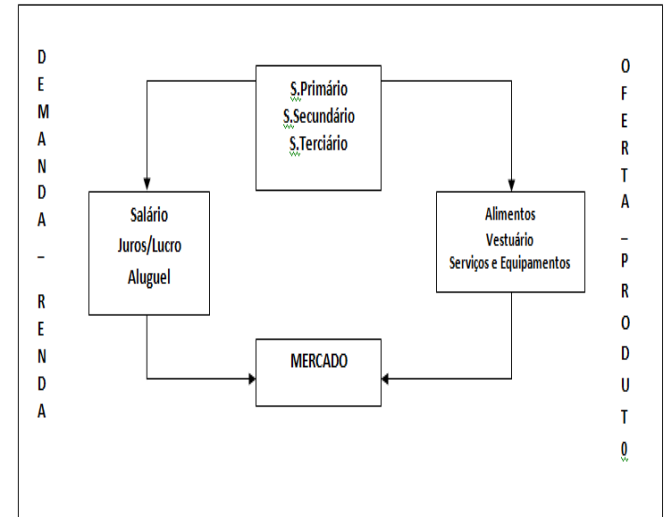 DEMANDA – RENDA
S.Primário
S.Secundário
S.Terciário
Salário
Juros/Lucro
Aluguel
Alimentos
Vestuário
Serviços e Equipamentos
MERCADO
OFERTA – PRODUTO